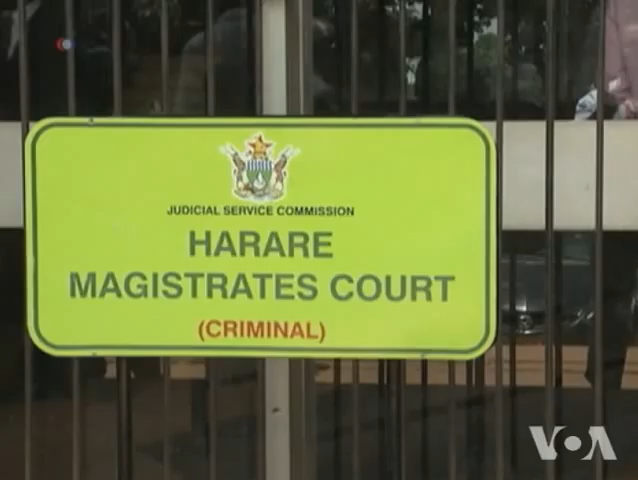 JUDICIAL SERVICE COMMISSION
HARARE
MAGISTRATES COURT
(CRIMINAL)
VOA